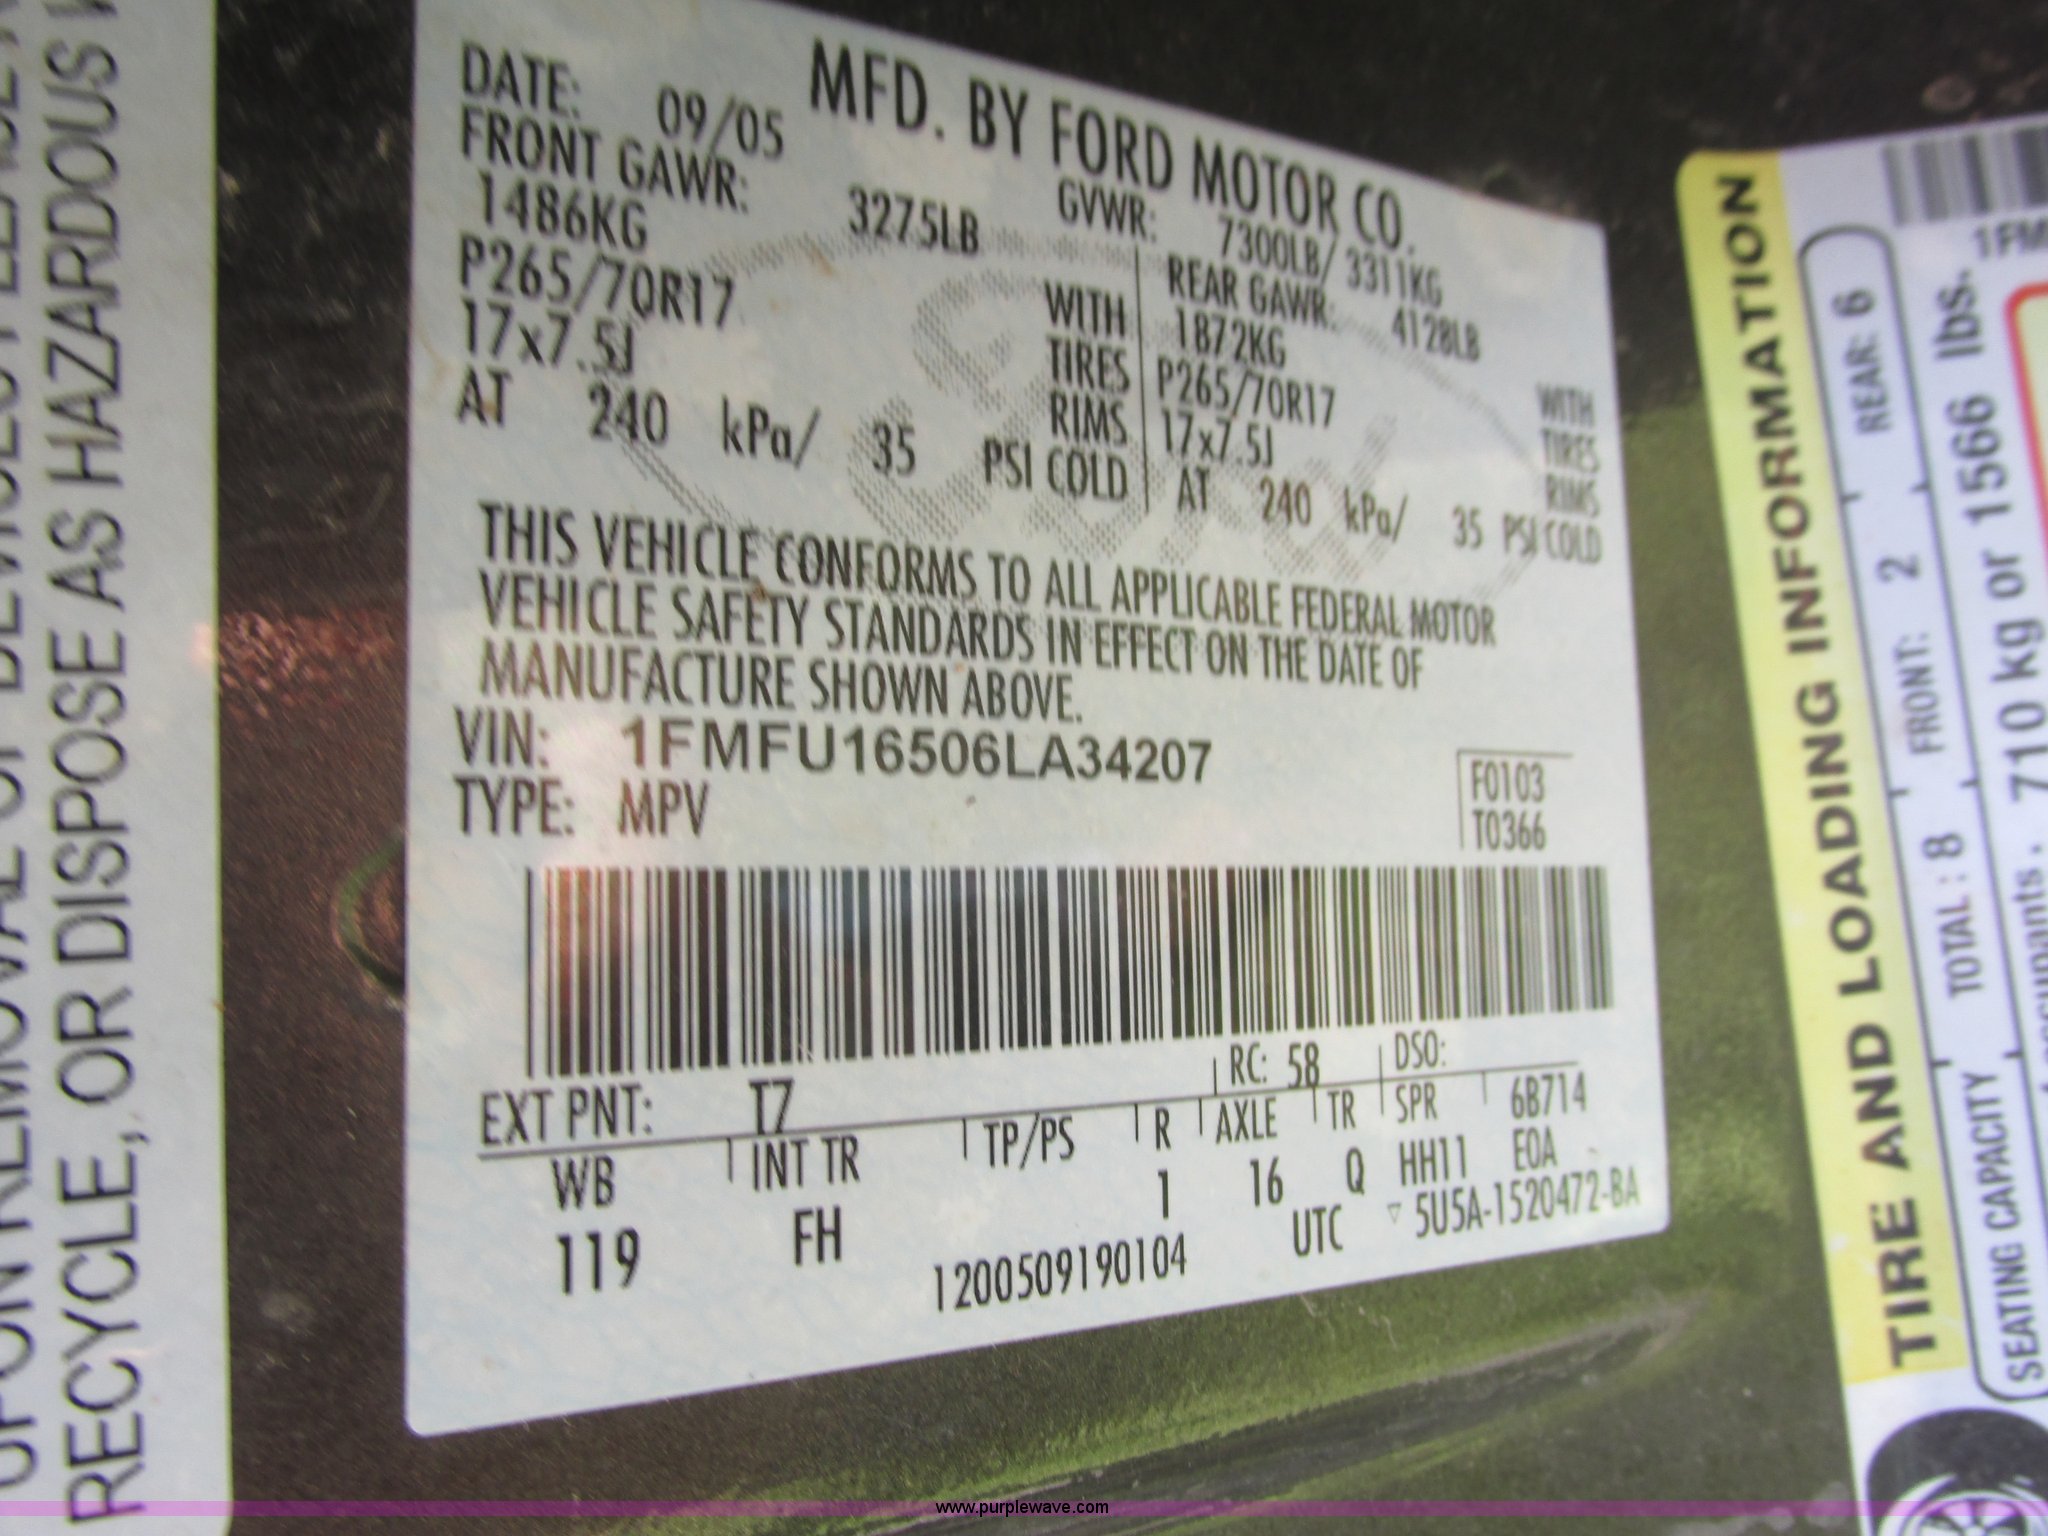 RECYCLE, OR DISPOSE AS HAZARDOUS
MFD. BY FORD MOTOR CO.
DATE: 09/05
GVWR: 7300LB/ 3311KG
FRONT GAWR: 3275LB
1486KG
P265/70R17
17x7.5J
AT 240 kPa/ 35 PSI COLD
WITH
TIRES
RIMS
REAR GAWR: 4128LB
1872KG
P265/70R17
17x7.5J
AT 240 kPa/ 35 PSI COLD
WITH
TIRES
RIMS
THIS VEHICLE CONFORMS TO ALL APPLICABLE FEDERAL MOTOR
VEHICLE SAFETY STANDARDS IN EFFECT ON THE DATE OF
MANUFACTURE SHOWN ABOVE.
VIN: 1FMFU16506LA34207
TYPE: MPV
F0103
T0366
EXT PNT: T7
RC: 58
DSO:
WB INT TR TP/PS R AXLE TR SPR 6B714
119 FH 1 16 Q HH11 E0A
1200509190104
UTC ▽ 5U5A-1520472-BA
TIRE AND LOADING INFORMATION
SEATING CAPACITY TOTAL: 8 FRONT: 2 REAR: 6
occupants. 710 kg or 1566 lbs.
1FM
www.purplewave.com